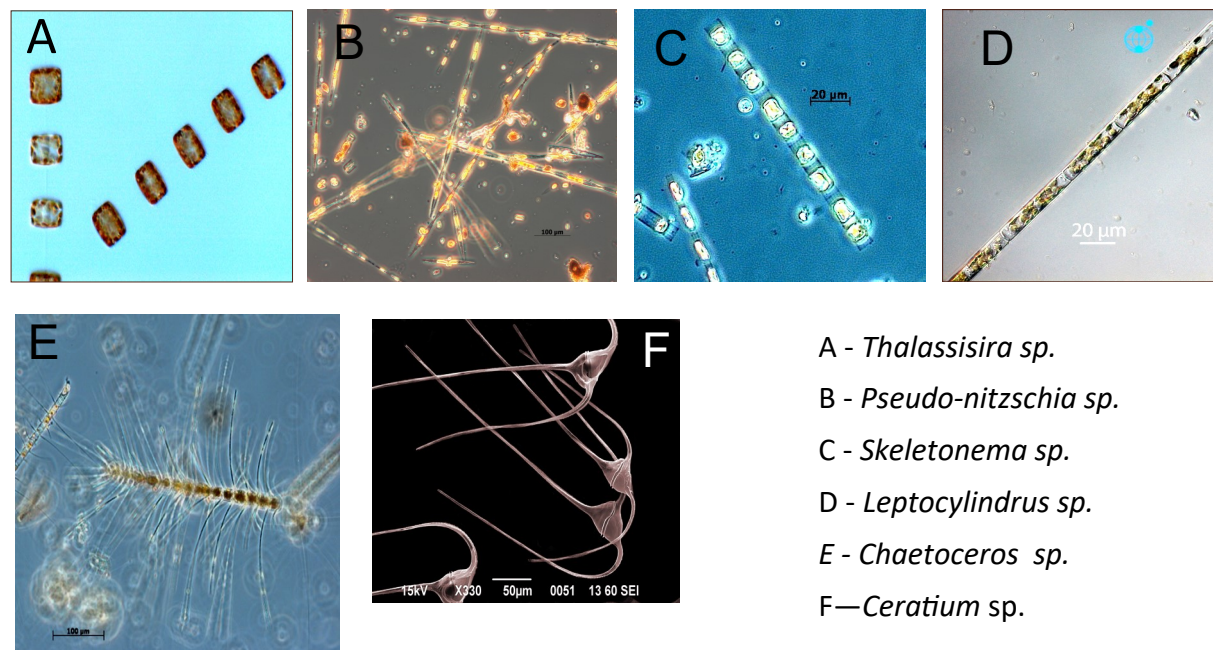 A
B
C
D
100 µm
20 µm
20 µm
E
F
100 µm
15kV X330 50µm 0051 13 60 SEI
A - Thalassisira sp.
B - Pseudo-nitzschia sp.
C - Skeletonema sp.
D - Leptocylindrus sp.
E - Chaetoceros sp.
F—Ceratium sp.